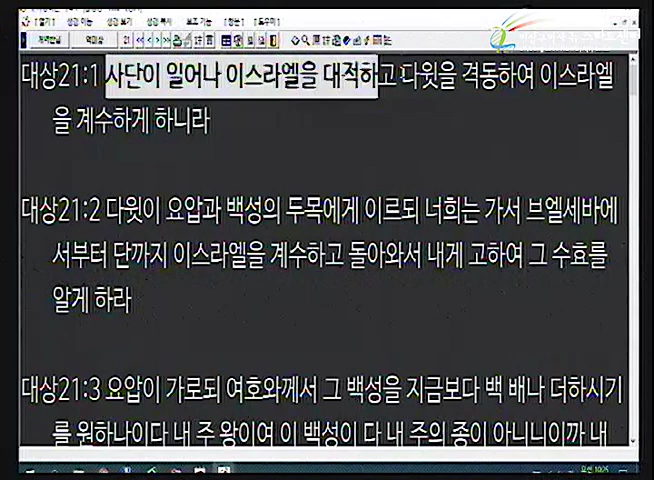 대상21:1 사단이 일어나 이스라엘을 대적하고 다윗을 격동하여 이스라엘
을 계수하게 하니라
대상21:2 다윗이 요압과 백성의 두목에게 이르되 너희는 가서 브엘세바에
서부터 단까지 이스라엘을 계수하고 돌아와서 내게 고하여 그 수효를
알게 하라
대상21:3 요압이 가로되 여호와께서 그 백성을 지금보다 백 배나 더하시기
를 원하나이다 내 주 왕이여 이 백성이 다 내 주의 종이 아니니이까 내